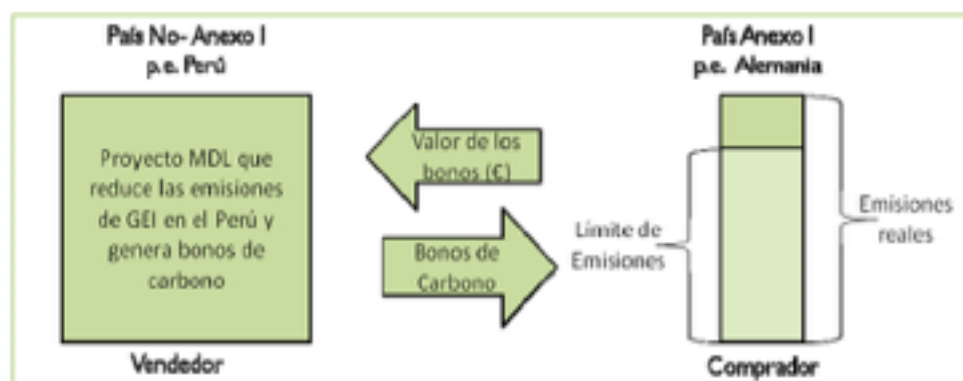 País No- Anexo I
p.e. Perú
País Anexo I
p.e. Alemania
Proyecto MDL que
reduce las emisiones
de GEI en el Perú y
genera bonos de
carbono
Valor de los
bonos (€)
Bonos de
Carbono
Límite de
Emisiones
Emisiones
reales
Vendedor
Comprador